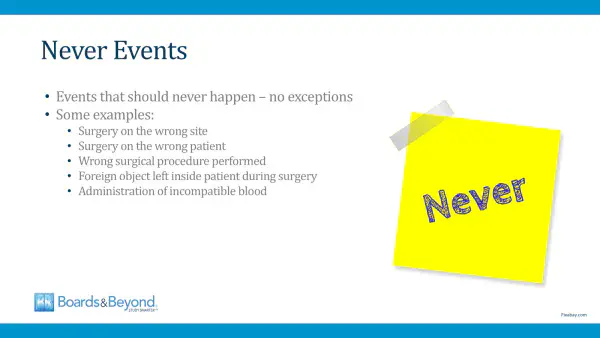 Never Events
• Events that should never happen – no exceptions
• Some examples:
• Surgery on the wrong site
• Surgery on the wrong patient
• Wrong surgical procedure performed
• Foreign object left inside patient during surgery
• Administration of incompatible blood
Never
Boards&Beyond.
Pixabay.com